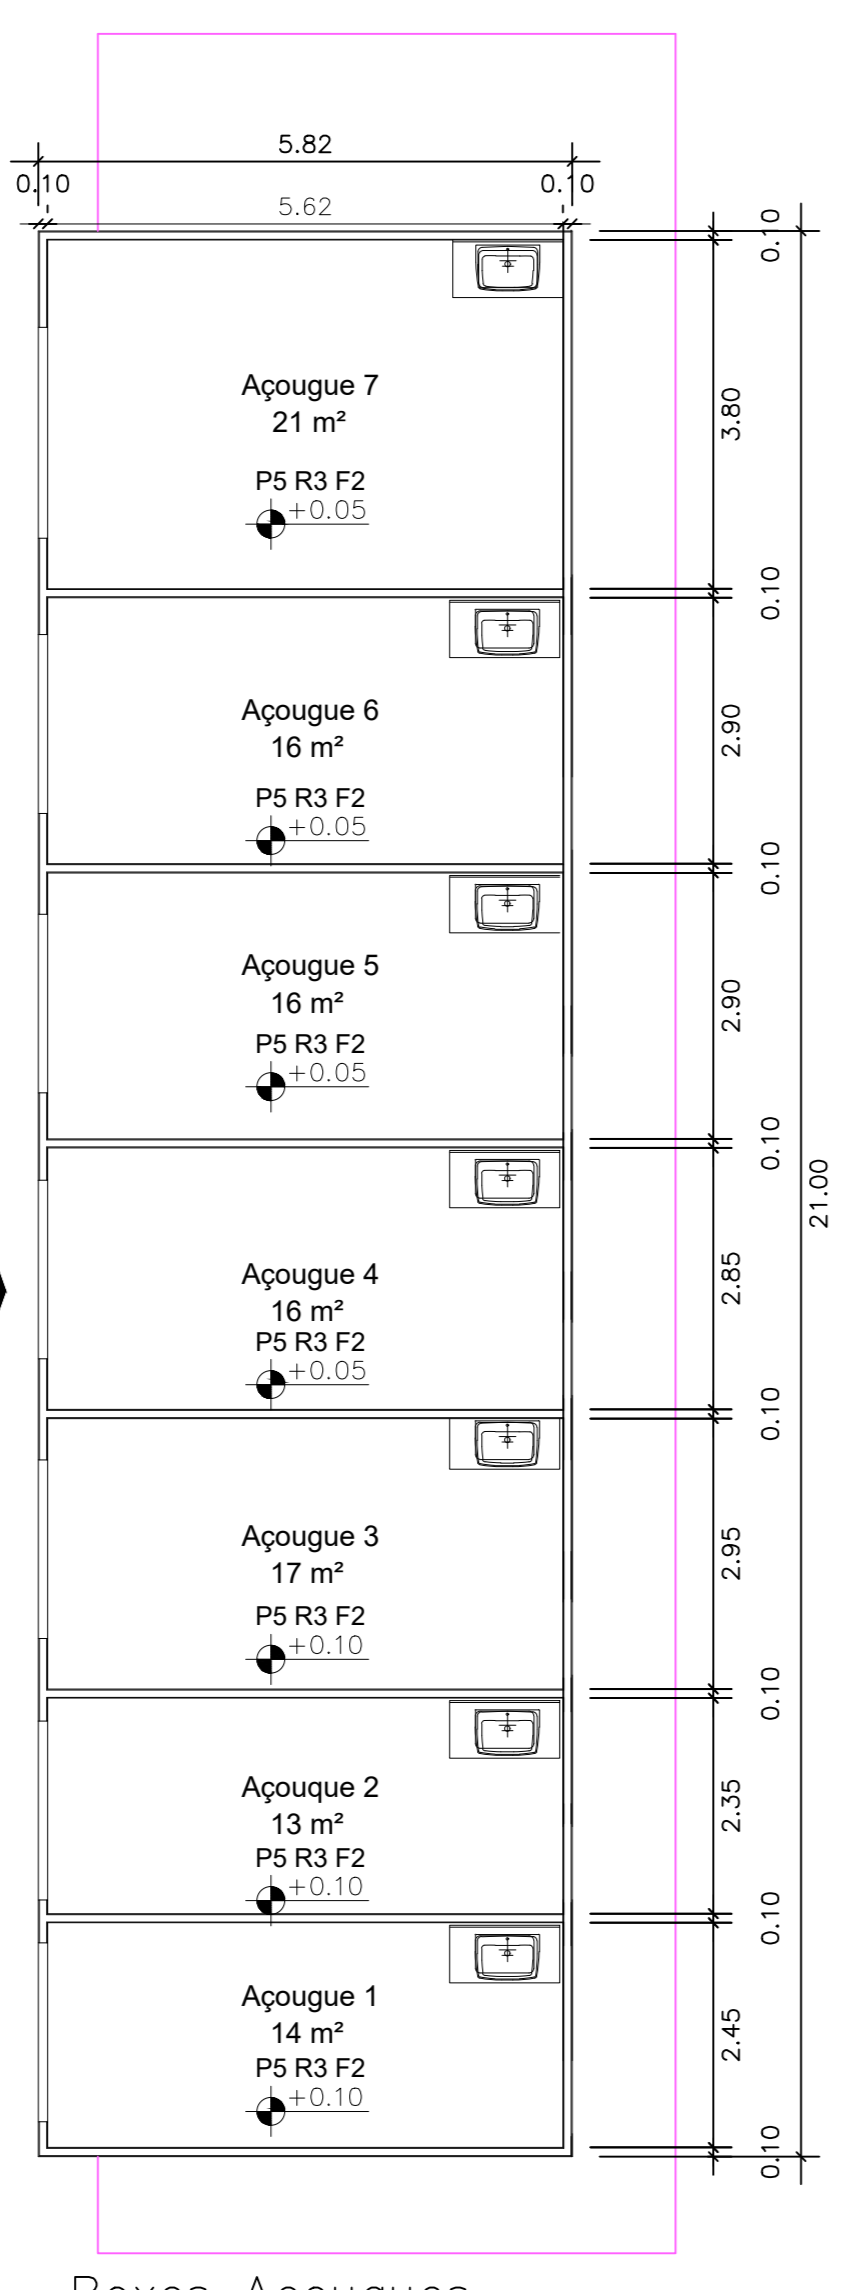 5.82
0.10
0.10
5.62
0.10
Açougue 7
21 m²
3.80
P5 R3 F2
+0.05
0.10
Açougue 6
16 m²
2.90
P5 R3 F2
+0.05
0.10
Açougue 5
16 m²
2.90
P5 R3 F2
+0.05
0.10
21.00
Açougue 4
16 m²
2.85
P5 R3 F2
+0.05
0.10
Açougue 3
17 m²
2.95
P5 R3 F2
+0.10
0.10
Açouque 2
13 m²
2.35
P5 R3 F2
+0.10
0.10
Açougue 1
14 m²
2.45
P5 R3 F2
+0.10
0.10
Boxes Açougues